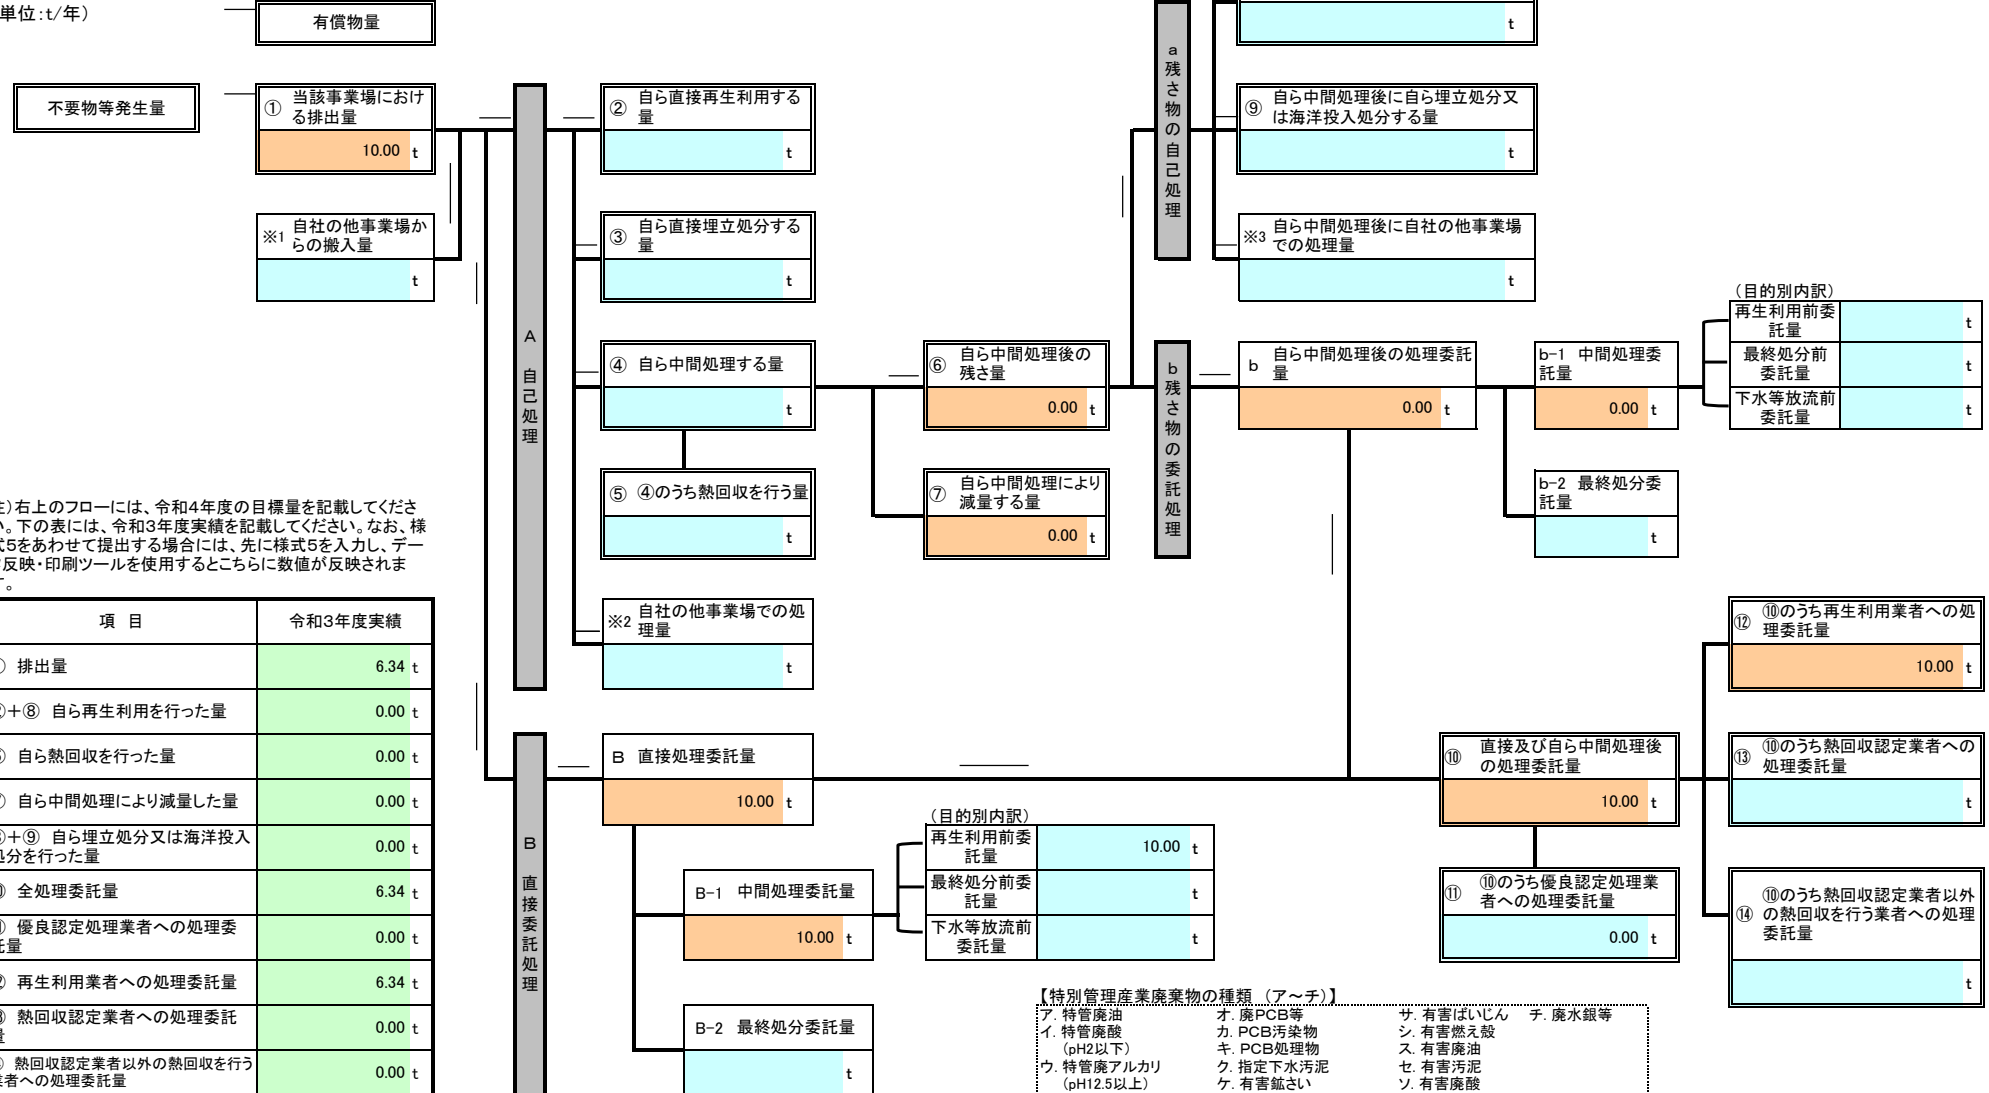 単位:t/年)
有償物量
t
不要物等発生量
① 当該事業場におけ
る排出量
10.00 t
※1 自社の他事業場か
らの搬入量
t
A 自己処理
② 自ら直接再生利用する
量
t
③ 自ら直接埋立処分する
量
t
④ 自ら中間処理する量
t
⑤ ④のうち熱回収を行う量
t
※2 自社の他事業場での処
理量
t
⑥ 自ら中間処理後の
残さ量
0.00 t
⑦ 自ら中間処理により
減量する量
0.00 t
a残さ物の自己処理
⑨ 自ら中間処理後に自ら埋立処分又
は海洋投入処分する量
t
※3 自ら中間処理後に自社の他事業場
での処理量
t
b残さ物の委託処理
b 自ら中間処理後の処理委託
量
0.00 t
b-1 中間処理委
託量
0.00 t
b-2 最終処分委
託量
t
(目的別内訳)
再生利用前委
託量
t
最終処分前
委託量
t
下水等放流前
委託量
t
)右上のフローには、令和4年度の目標量を記載してくださ
。下の表には、令和3年度実績を記載してください。なお、様
式5をあわせて提出する場合には、先に様式5を入力し、デー
反映・印刷ツールを使用するとこちらに数値が反映されま
。
項 目 令和3年度実績
排出量 6.34 t
+⑧ 自ら再生利用を行った量 0.00 t
自ら熱回収を行った量 0.00 t
自ら中間処理により減量した量 0.00 t
+⑨ 自ら埋立処分又は海洋投入
処分を行った量 0.00 t
全処理委託量 6.34 t
優良認定処理業者への処理委
託量 0.00 t
再生利用業者への処理委託量 6.34 t
熱回収認定業者への処理委託
量 0.00 t
熱回収認定業者以外の熱回収を行う
業者への処理委託量 0.00 t
B 直接委託処理
B 直接処理委託量
10.00 t
B-1 中間処理委託量
10.00 t
B-2 最終処分委託量
t
(目的別内訳)
再生利用前委
託量
10.00 t
最終処分前委
託量
t
下水等放流前
委託量
t
⑩ 直接及び自ら中間処理後
の処理委託量
10.00 t
⑪ ⑩のうち優良認定処理業
者への処理委託量
0.00 t
⑫ ⑩のうち再生利用業者への処
理委託量
10.00 t
⑬ ⑩のうち熱回収認定業者への
処理委託量
t
⑭ ⑩のうち熱回収認定業者以外
の熱回収を行う業者への処理
委託量
t
【特別管理産業廃棄物の種類 (ア~チ)】
ア. 特管廃油 オ. 廃PCB等 サ. 有害ばいじん チ. 廃水銀等
イ. 特管廃酸 カ. PCB汚染物 シ. 有害燃え殻
(pH2以下) キ. PCB処理物 ス. 有害廃油
ウ. 特管廃アルカリ ク. 指定下水汚泥 セ. 有害汚泥
(pH12.5以上) ケ. 有害鉱さい ソ. 有害廃酸